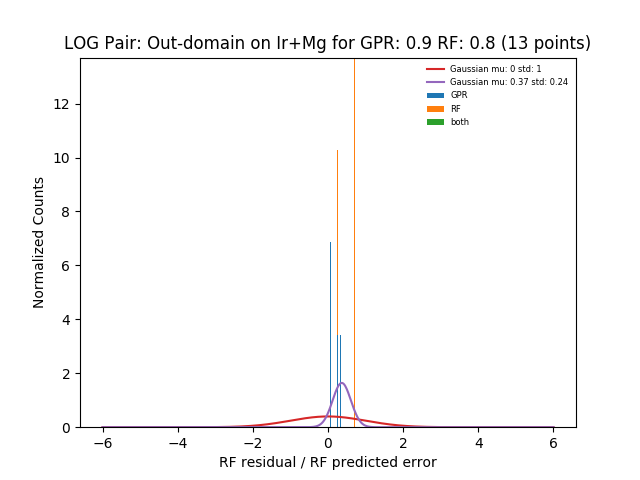 LOG Pair: Out-domain on Ir+Mg for GPR: 0.9 RF: 0.8 (13 points)
Gaussian mu: 0 std: 1
Gaussian mu: 0.37 std: 0.24
GPR
RF
both
Normalized Counts
12
10
8
6
4
2
0
−6
−4
−2
0
2
4
6
RF residual / RF predicted error